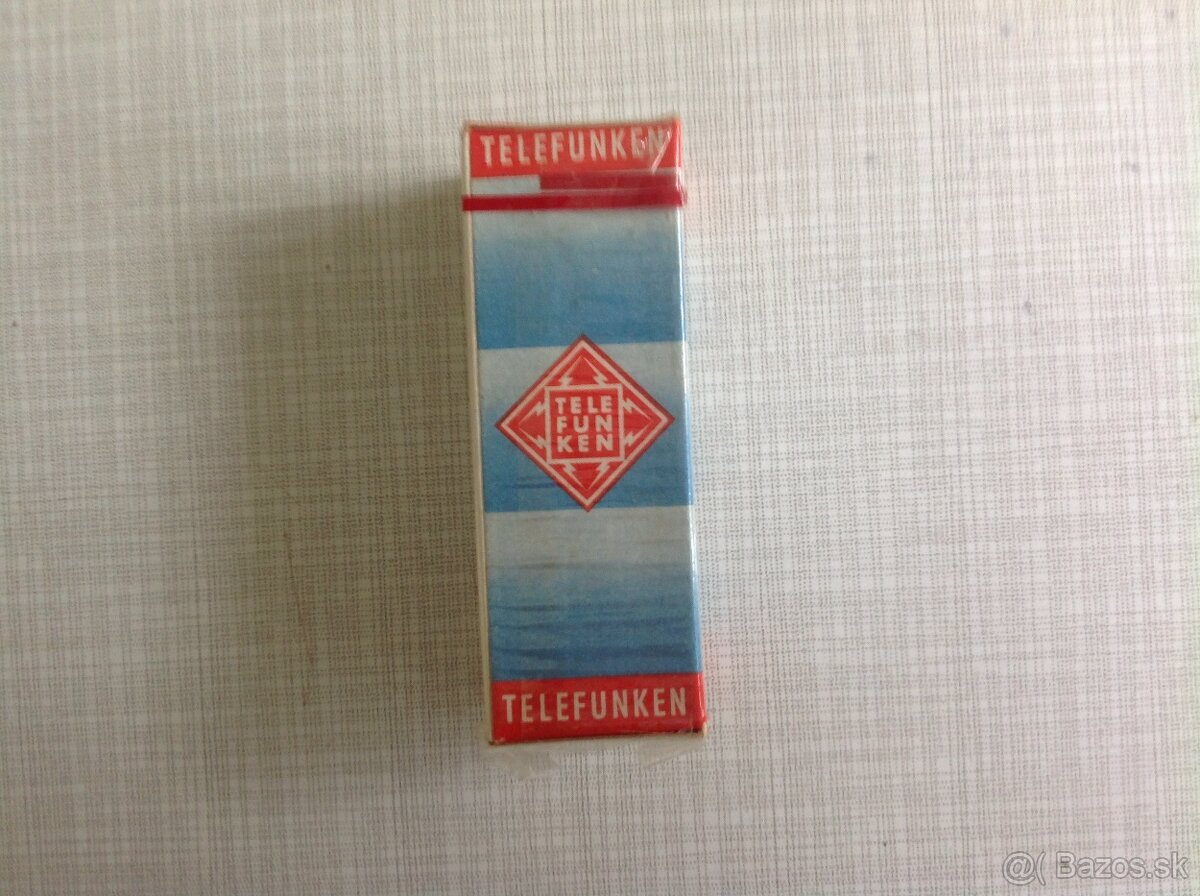 TELEFUNKEN
TELE
FUN
KEN
TELEFUNKEN
@( Bazos.sk